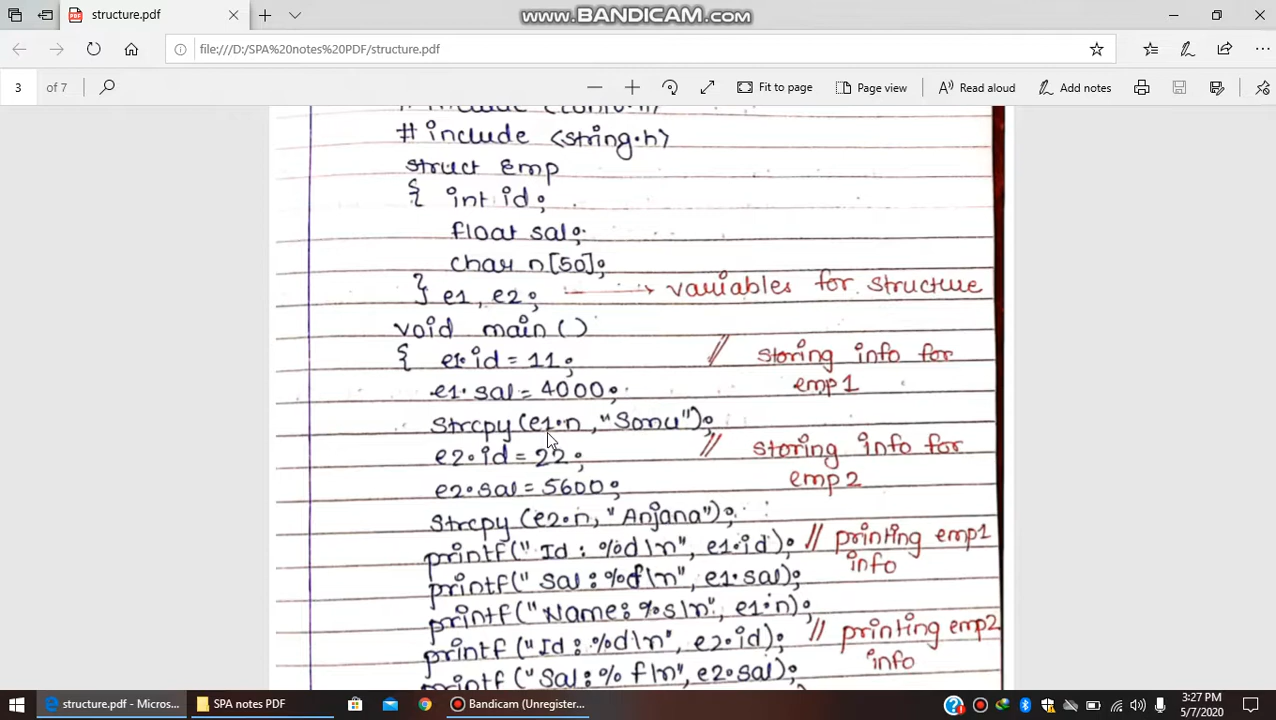 structure.pdf
www.BANDICAM.com
file:///D:/SPA%20notes%20PDF/structure.pdf
3 of 7
Fit to page
Page view
Read aloud
Add notes
# include <string.h>
struct Emp
{ int id;
float sal;
char n[50];
} e1, e2; → variables for structure
void main()
{ e1.id = 11; // storing info for
e1.sal = 4000; emp1
Strcpy(e1.n, "Sonu");
e2.id = 22; // storing info for
e2.sal = 5600; emp2
Strcpy (e2.n, "Anjana");
printf(" Id : %d\n", e1.id); // printing emp1
info
printf(" Sal : %f\n", e1.sal);
printf("Name: %s\n", e1.n);
printf ("Id : %d\n", e2.id); // printing emp2
info
printf ("Sal: % f\n", e2.sal);
structure.pdf - Micros...
SPA notes PDF
Bandicam (Unregister...
3:27 PM
5/7/2020